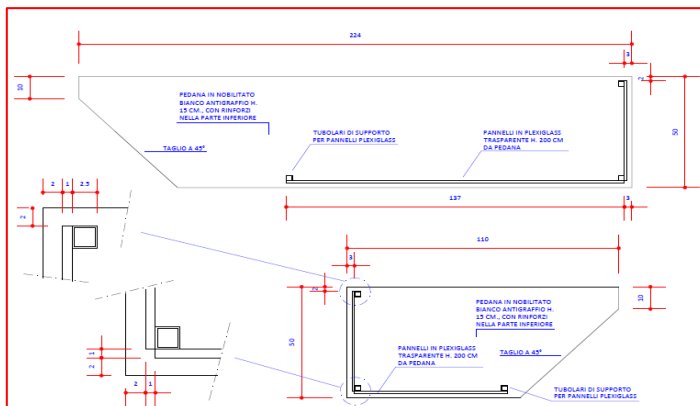 224
3
10
2
50
PEDANA IN NOBILITATO
BIANCO ANTIGRAFFIO H.
15 CM., CON RINFORZI
NELLA PARTE INFERIORE
TAGLIO A 45°
TUBOLARI DI SUPPORTO
PER PANNELLI PLEXIGLASS
PANNELLI IN PLEXIGLASS
TRASPARENTE H. 200 CM
DA PEDANA
2 1 2.5
137 3
2
110
3
2
10
50
PEDANA IN NOBILITATO
BIANCO ANTIGRAFFIO H.
15 CM., CON RINFORZI
NELLA PARTE INFERIORE
PANNELLI IN PLEXIGLASS
TRASPARENTE H. 200 CM
DA PEDANA
TAGLIO A 45°
1
2
2 1
TUBOLARI DI SUPPORTO
PER PANNELLI PLEXIGLASS